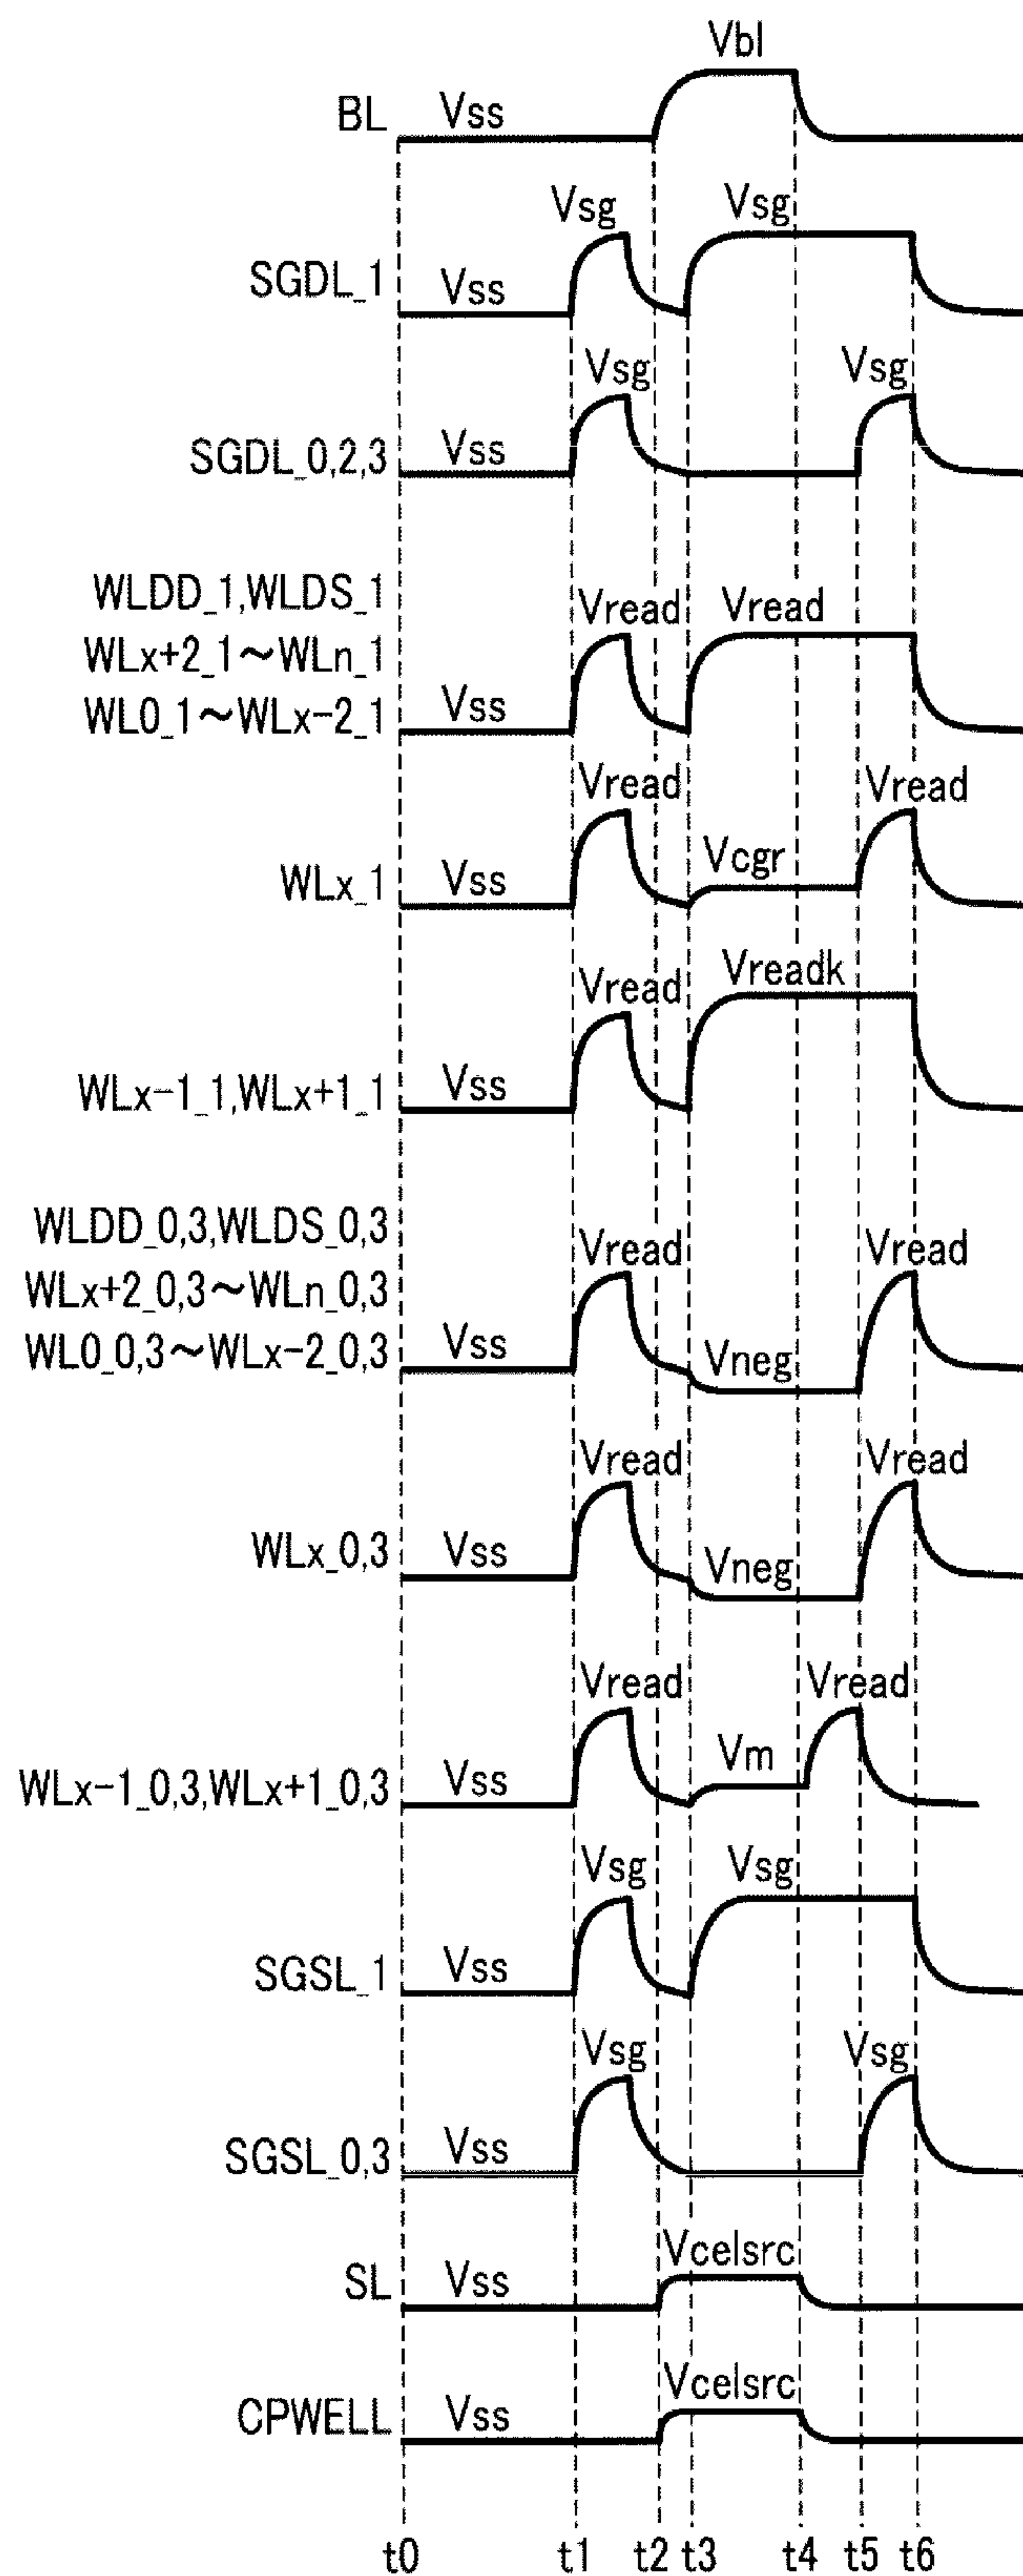 Vbl
BL Vss
Vsg Vsg
SGDL_1 Vss
Vsg Vsg
SGDL_0,2,3 Vss
WLDD_1,WLDS_1 Vread Vread
WLx+2_1~WLn_1
WL0_1~WLx-2_1 Vss
Vread Vread
WLx_1 Vss Vcgr
Vread Vreadk
WLx-1_1,WLx+1_1 Vss
WLDD_0,3,WLDS_0,3 Vread Vread
WLx+2_0,3~WLn_0,3
WL0_0,3~WLx-2_0,3 Vss Vneg
Vread Vread
WLx_0,3 Vss Vneg
Vread Vread
WLx-1_0,3,WLx+1_0,3 Vss Vm
Vsg Vsg
SGSL_1 Vss
Vsg Vsg
SGSL_0,3 Vss
Vcelsrc
SL Vss
Vcelsrc
CPWELL Vss
t0 t1 t2 t3 t4 t5 t6